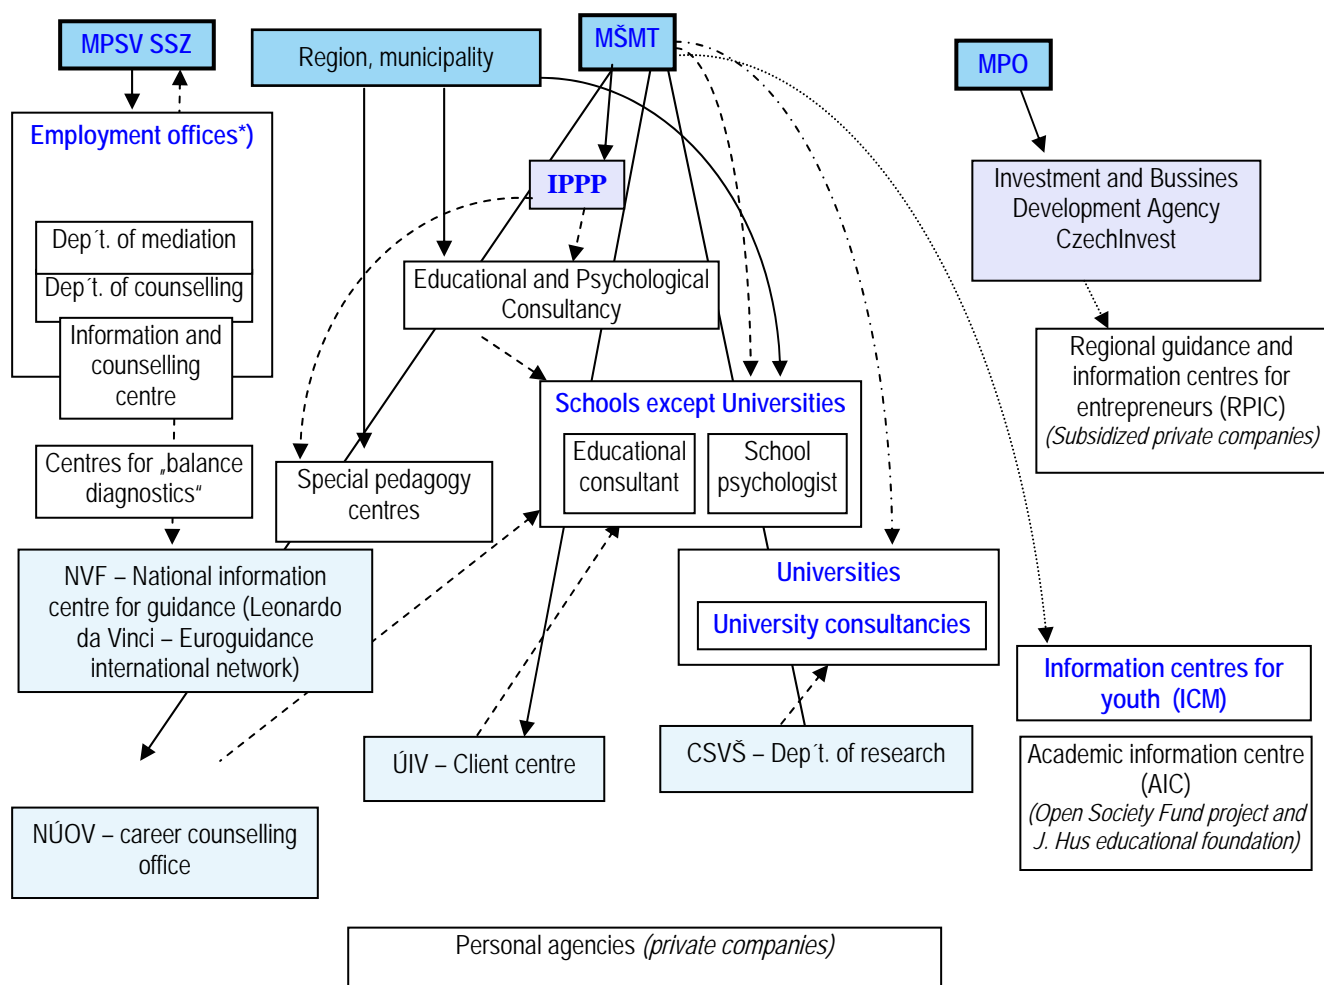 MPSV SSZ
Region, municipality
MŠMT
MPO
Employment offices*)
Dep´t. of mediation
Dep´t. of counselling
Information and
counselling
centre
IPPP
Investment and Bussines
Development Agency
CzechInvest
Educational and Psychological
Consultancy
Regional guidance and
information centres for
entrepreneurs (RPIC)
(Subsidized private companies)
Schools except Universities
Educational
consultant
School
psychologist
Centres for „balance
diagnostics“
Special pedagogy
centres
NVF – National information
centre for guidance (Leonardo
da Vinci – Euroguidance
international network)
Universities
University consultancies
Information centres for
youth (ICM)
ÚIV – Client centre
CSVŠ – Dep´t. of research
Academic information centre
(AIC)
(Open Society Fund project and
J. Hus educational foundation)
NÚOV – career counselling
office
Personal agencies (private companies)